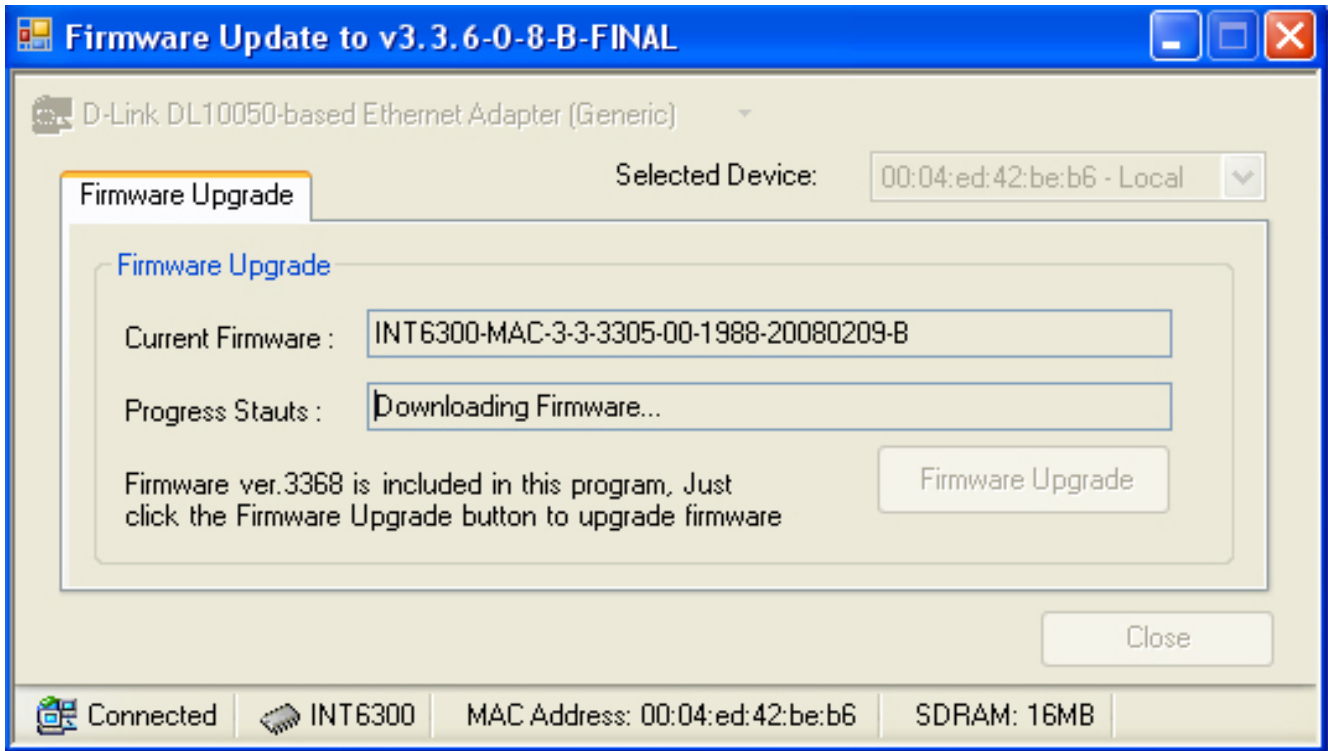 Firmware Update to v3.3.6-0-8-B-FINAL
D-Link DL10050-based Ethernet Adapter (Generic)
Selected Device:
00:04:ed:42:be:b6 - Local
Firmware Upgrade
Firmware Upgrade
Current Firmware :
INT6300-MAC-3-3-3305-00-1988-20080209-B
Progress Stauts :
Downloading Firmware...
Firmware ver.3368 is included in this program, Just
click the Firmware Upgrade button to upgrade firmware
Firmware Upgrade
Close
Connected
INT6300
MAC Address: 00:04:ed:42:be:b6
SDRAM: 16MB